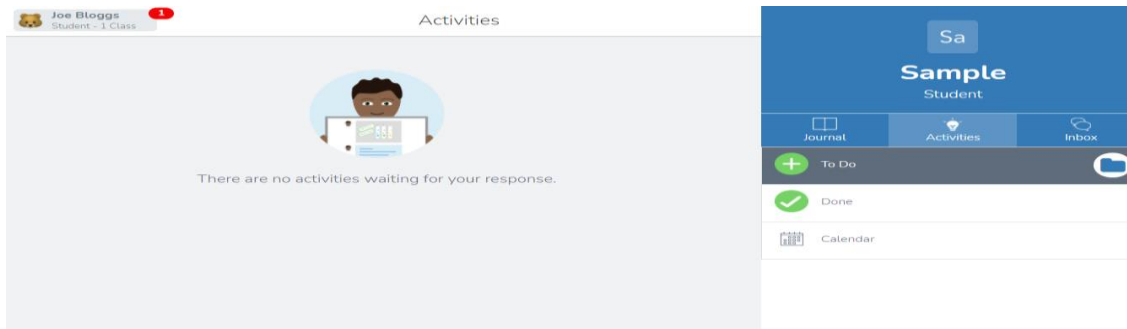 Joe Bloggs
Student - 1 Class
1
Activities
There are no activities waiting for your response.
Sa
Sample
Student
Journal
Activities
Inbox
To Do
Done
Calendar